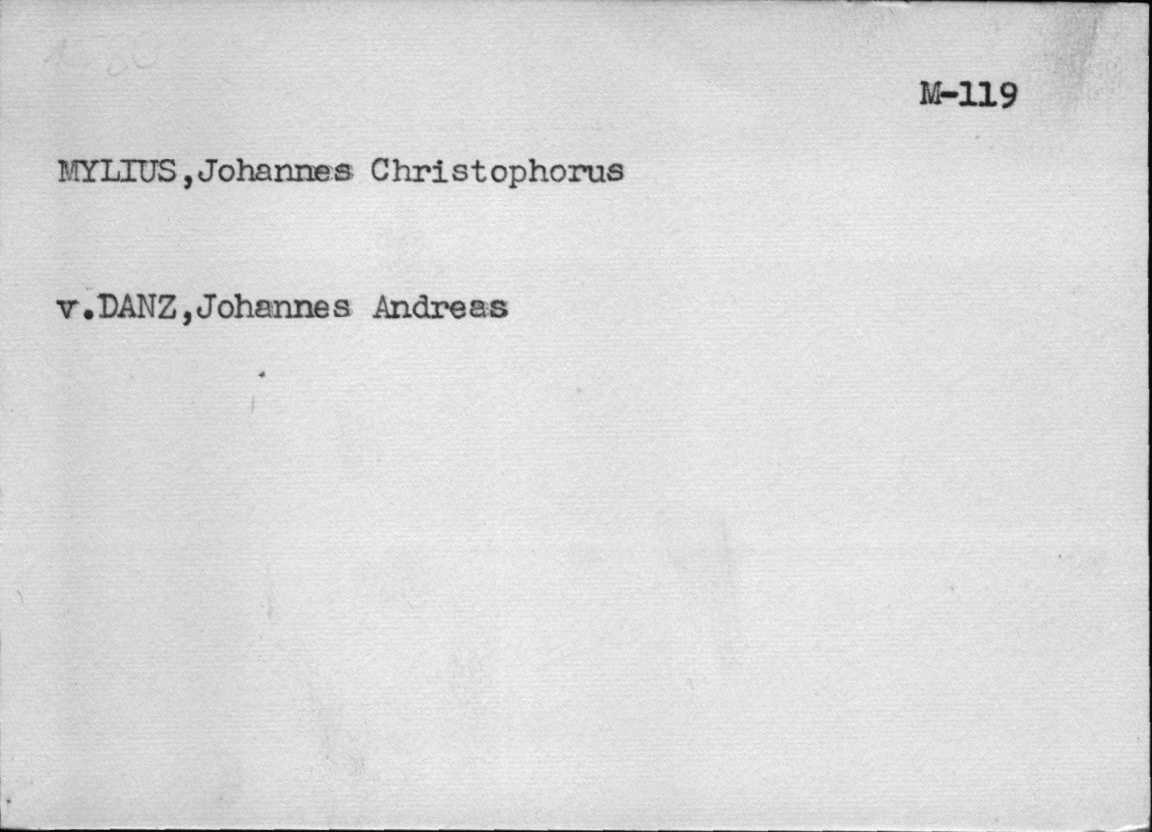 M-119
MYLIUS,Johannes Christophorus
v.DANZ,Johannes Andreas